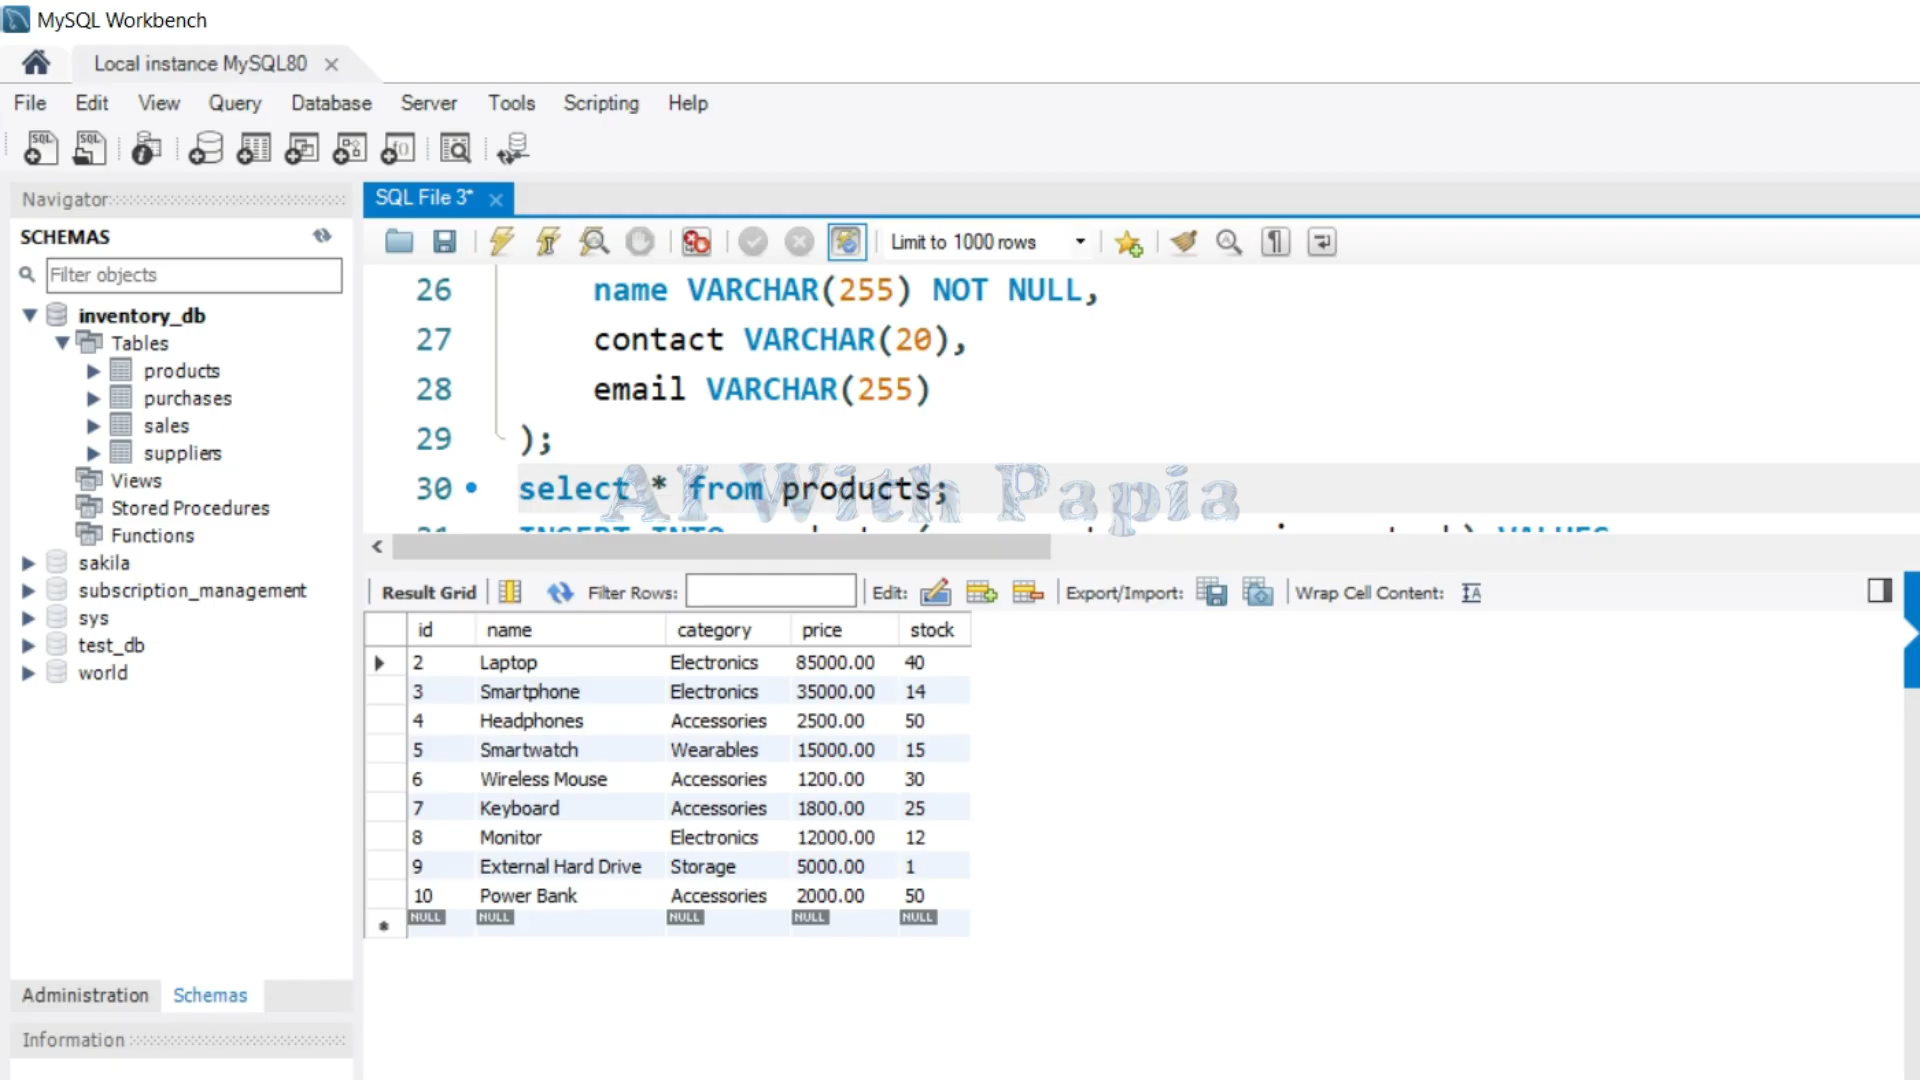 MySQL Workbench
Local instance MySQL80
File Edit View Query Database Server Tools Scripting Help
Navigator
SCHEMAS
Filter objects
inventory_db
Tables
products
purchases
sales
suppliers
Views
Stored Procedures
Functions
sakila
subscription_management
sys
test_db
world
Administration Schemas
Information
SQL File 3*
Limit to 1000 rows
26 name VARCHAR(255) NOT NULL,
27 contact VARCHAR(20),
28 email VARCHAR(255)
29 );
30 select * from products;
AI With Papia
Result Grid Filter Rows: Edit: Export/Import: Wrap Cell Content:
id name category price stock
2 Laptop Electronics 85000.00 40
3 Smartphone Electronics 35000.00 14
4 Headphones Accessories 2500.00 50
5 Smartwatch Wearables 15000.00 15
6 Wireless Mouse Accessories 1200.00 30
7 Keyboard Accessories 1800.00 25
8 Monitor Electronics 12000.00 12
9 External Hard Drive Storage 5000.00 1
10 Power Bank Accessories 2000.00 50
NULL NULL NULL NULL NULL